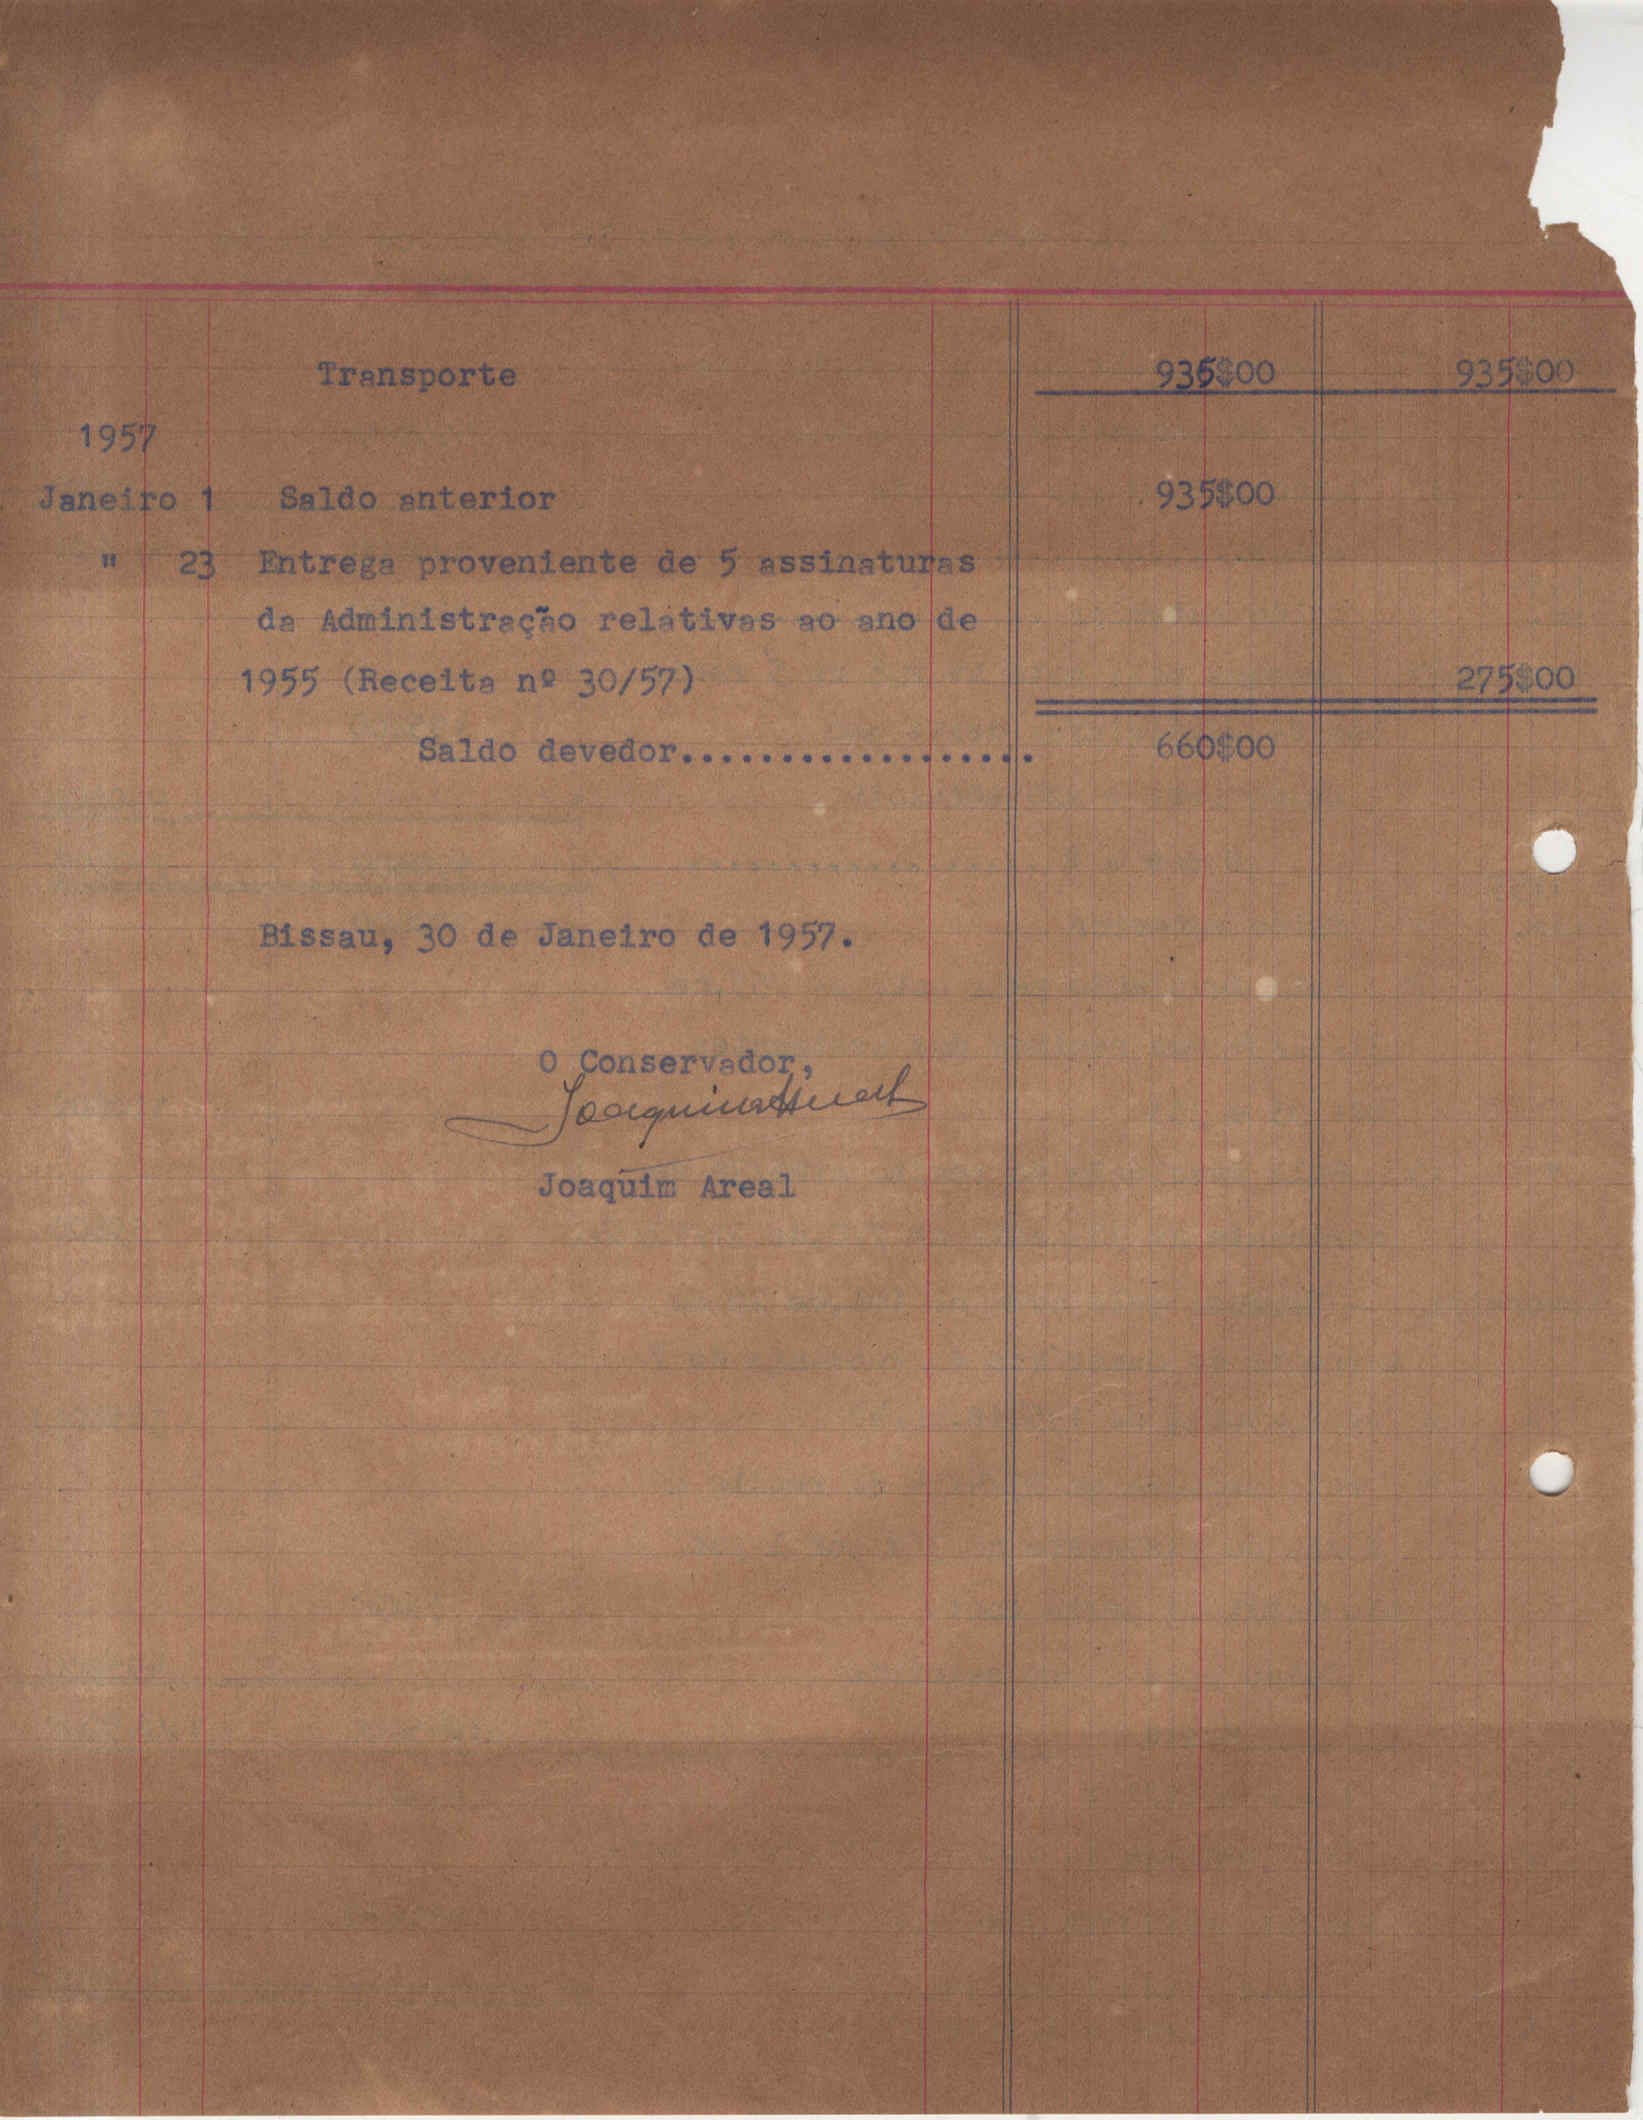 Transporte 935$00 935$00
1957
Janeiro 1 Saldo anterior 935$00
" 23 Entrega proveniente de 5 assinaturas
da Administração relativas ao ano de
1955 (Receita nº 30/57) 275$00
Saldo devedor.................. 660$00
Bissau, 30 de Janeiro de 1957.
O Conservador,
Joaquim Areal
Joaquim Areal